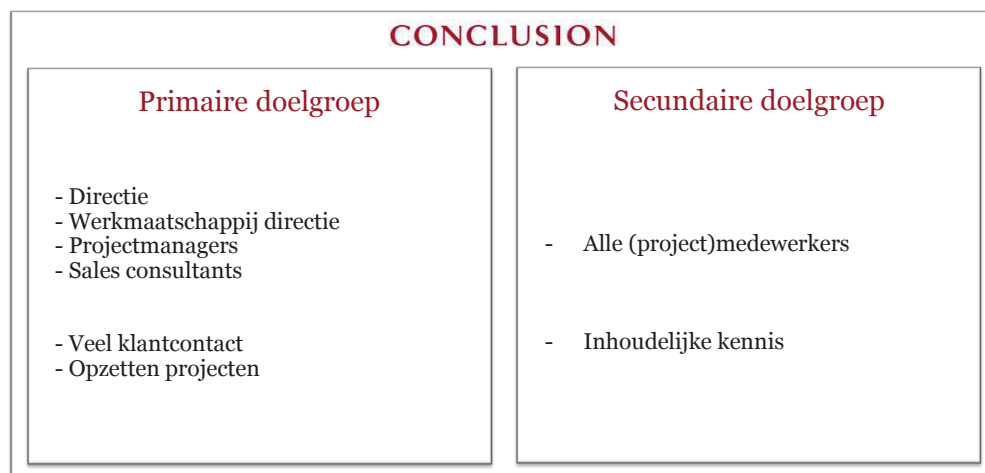 CONCLUSION
Primaire doelgroep
- Directie
- Werkmaatschappij directie
- Projectmanagers
- Sales consultants
- Veel klantcontact
- Opzetten projecten
Secundaire doelgroep
- Alle (project)medewerkers
- Inhoudelijke kennis